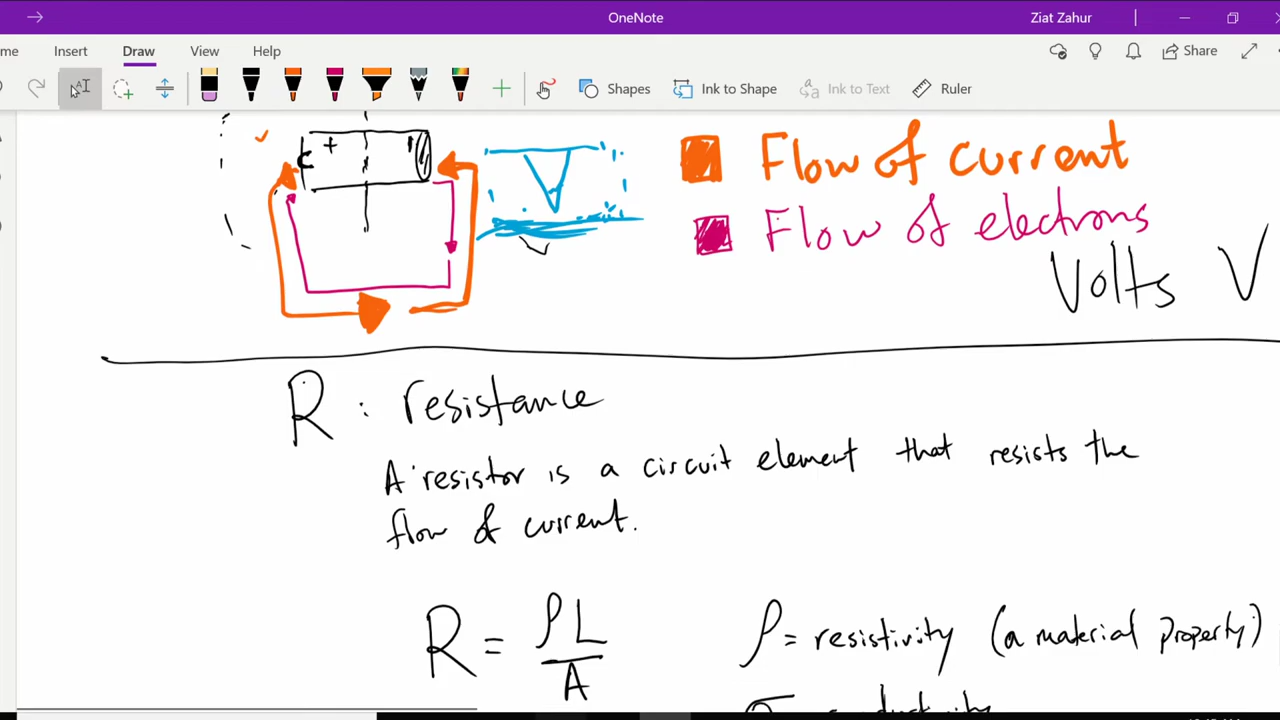 OneNote
Ziat Zahur
me Insert Draw View Help
Share
Shapes Ink to Shape Ink to Text Ruler
+
V
Flow of current
Flow of electrons
Volts V
R : resistance
A resistor is a circuit element that resists the
flow of current.
R = ρL/A
ρ = resistivity (a material property)